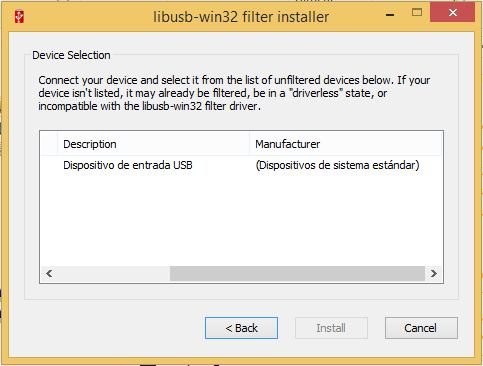 libusb-win32 filter installer
Device Selection
Connect your device and select it from the list of unfiltered devices below. If your
device isn't listed, it may already be filtered, be in a "driverless" state, or
incompatible with the libusb-win32 filter driver.
Description Manufacturer
Dispositivo de entrada USB (Dispositivos de sistema estándar)
< Back Install Cancel